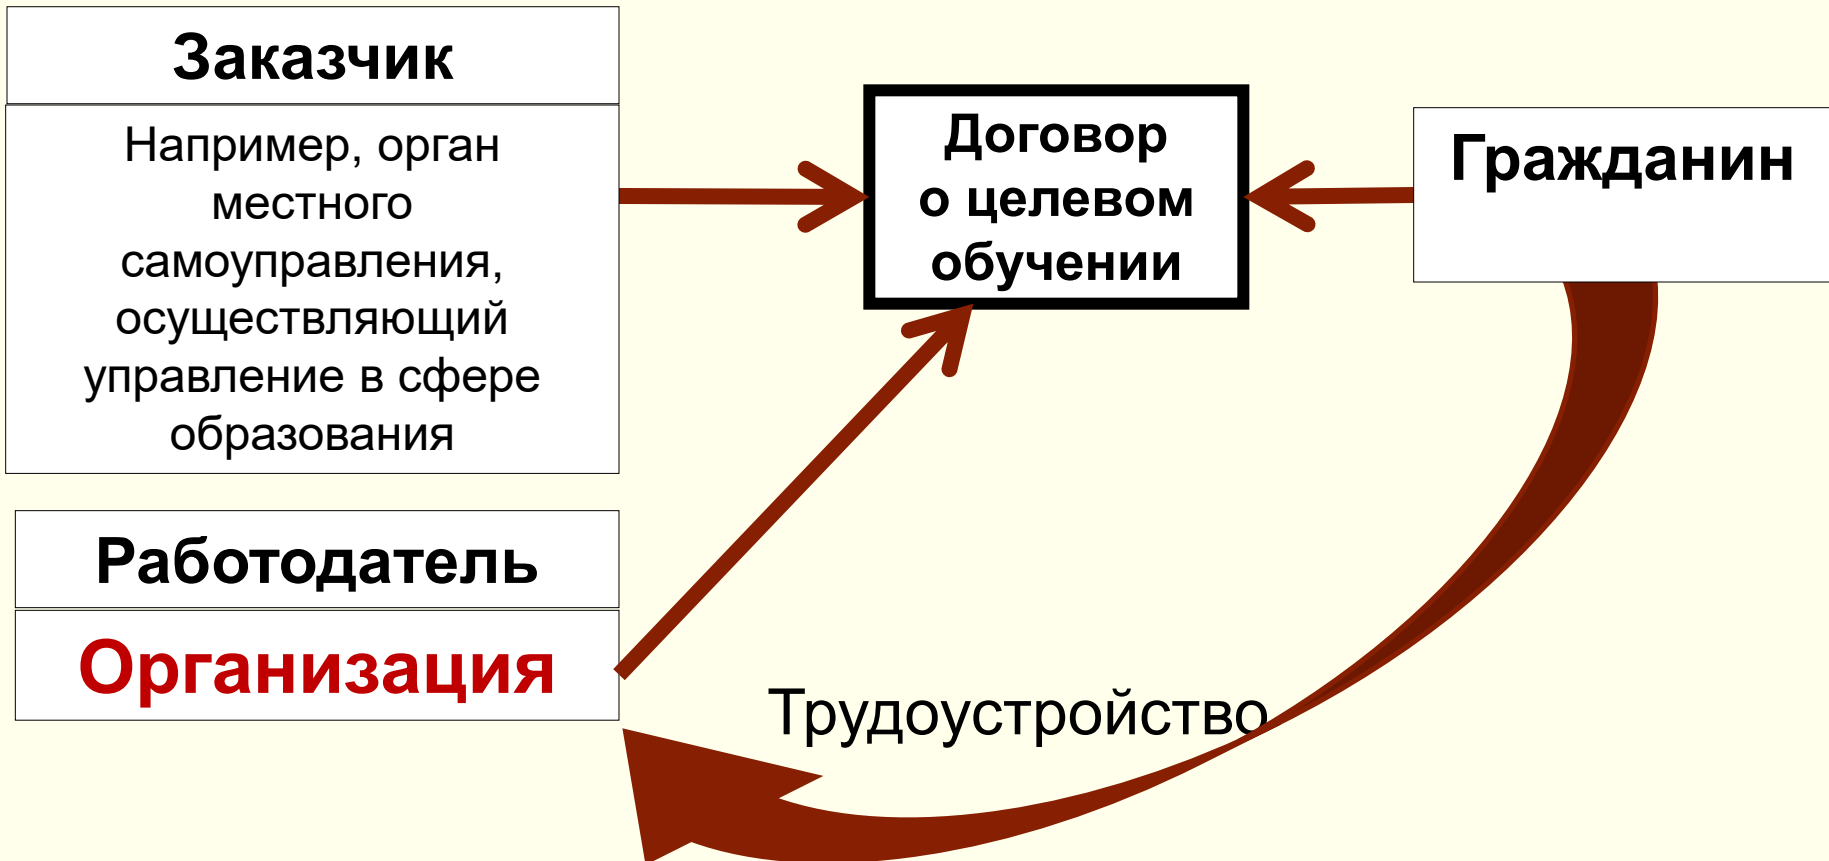 Заказчик
Например, орган
местного
самоуправления,
осуществляющий
управление в сфере
образования
Договор
о целевом
обучении
Гражданин
Работодатель
Организация
Трудоустройство